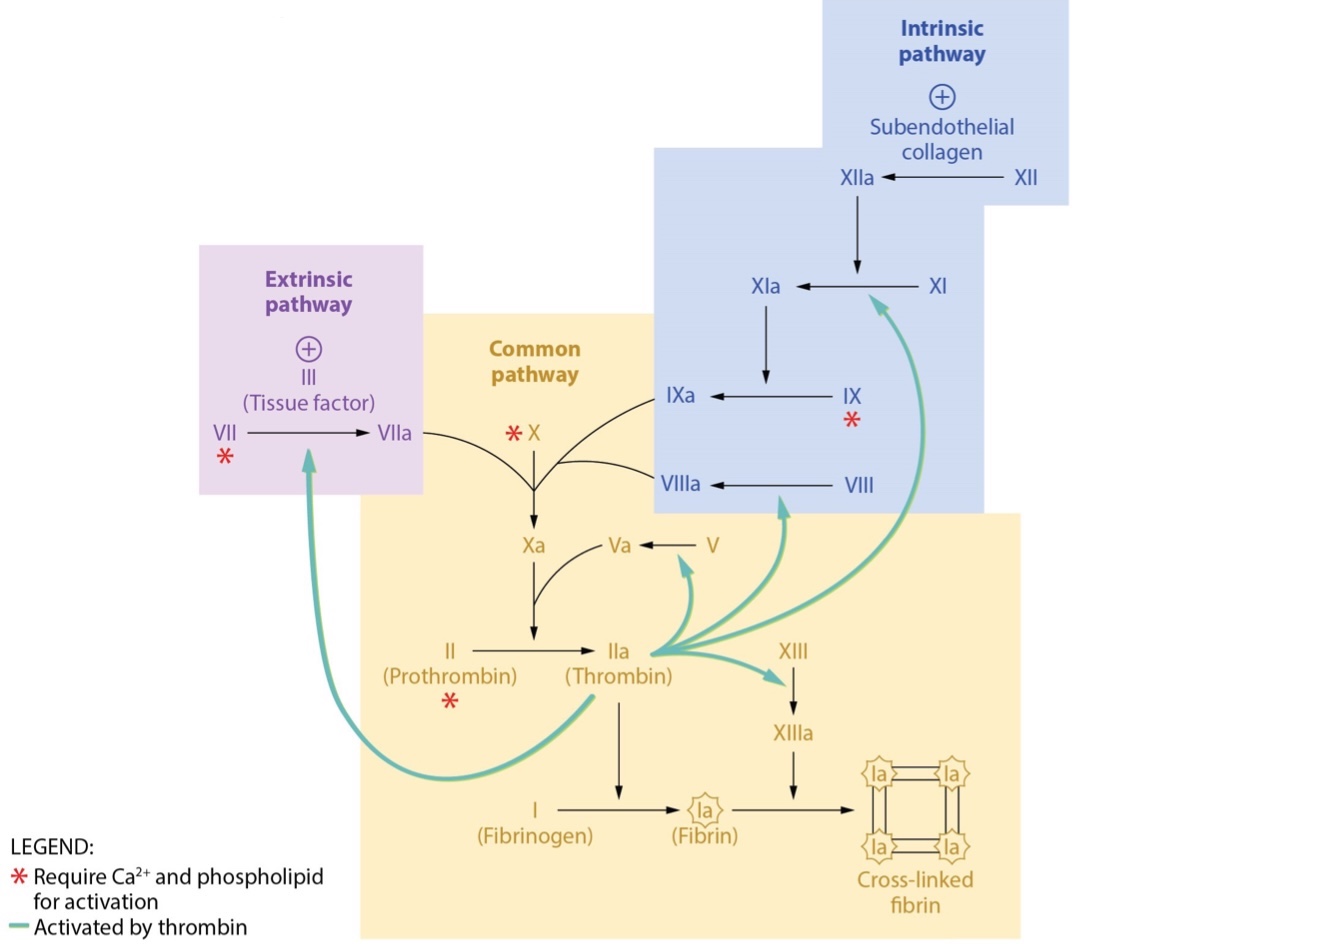 Intrinsic
pathway
+
Subendothelial
collagen
XIIa XII
XIa XI
Extrinsic
pathway
+
III
(Tissue factor)
VII VIIa
*
Common
pathway
* X
IXa IX
*
VIIIa VIII
Xa Va V
II IIa XIII
(Prothrombin) (Thrombin)
*
XIIIa
I Ia
(Fibrinogen) (Fibrin)
Ia Ia
Ia Ia
Cross-linked
fibrin
LEGEND:
* Require Ca²⁺ and phospholipid
for activation
Activated by thrombin